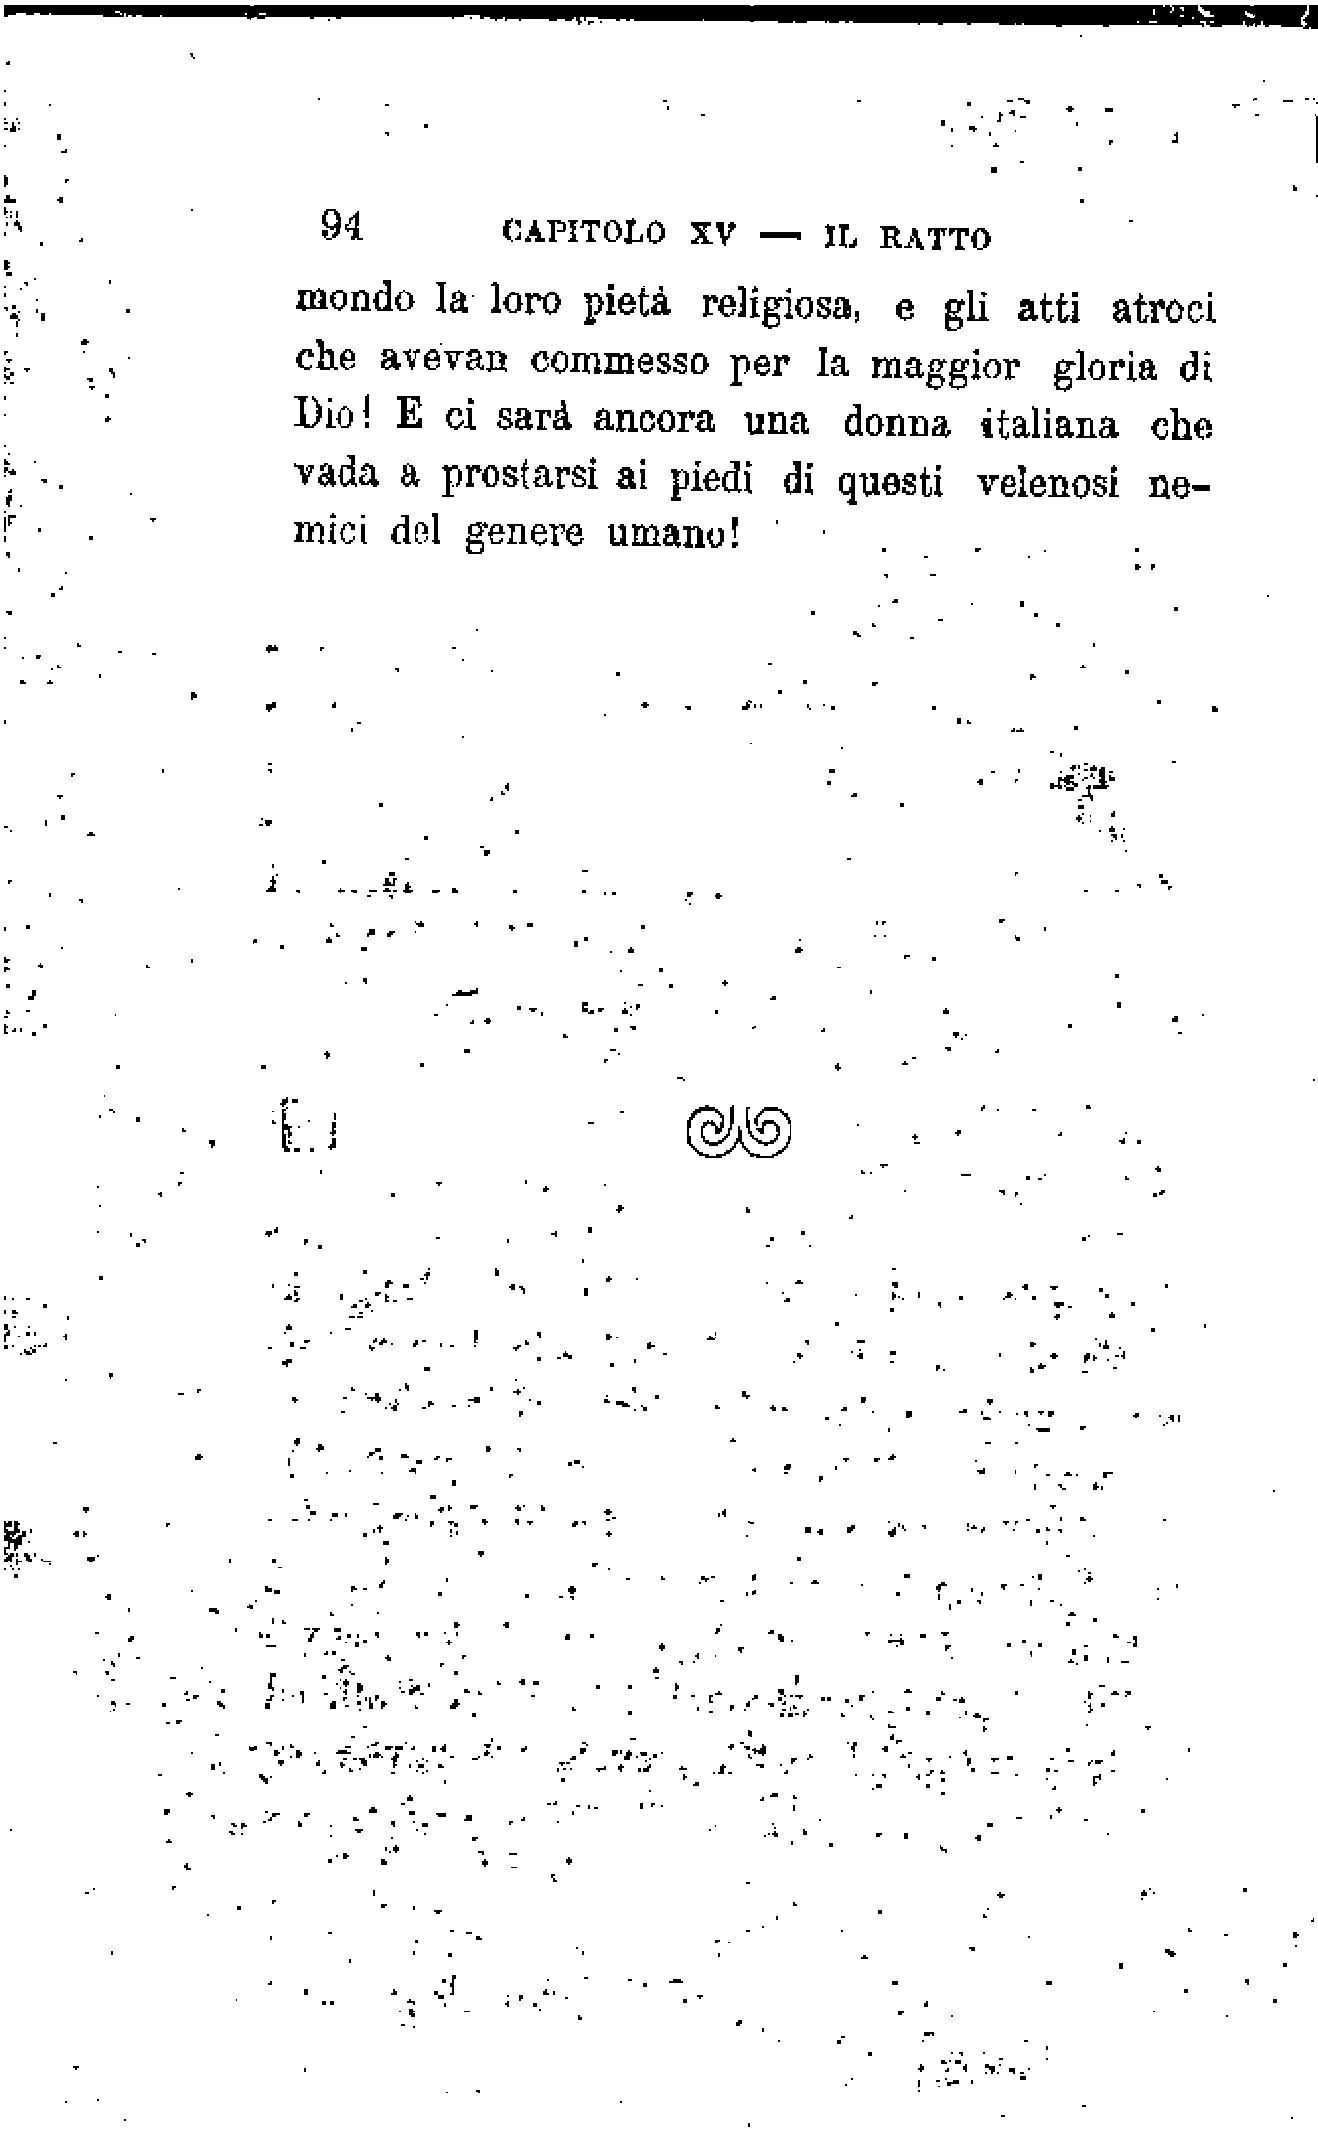 94 CAPITOLO XV — IL RATTO
mondo la loro pietà religiosa, e gli atti atroci
che avevan commesso per la maggior gloria di
Dio! E ci sarà ancora una donna italiana che
vada a prostarsi ai piedi di questi velenosi ne-
mici del genere umano!